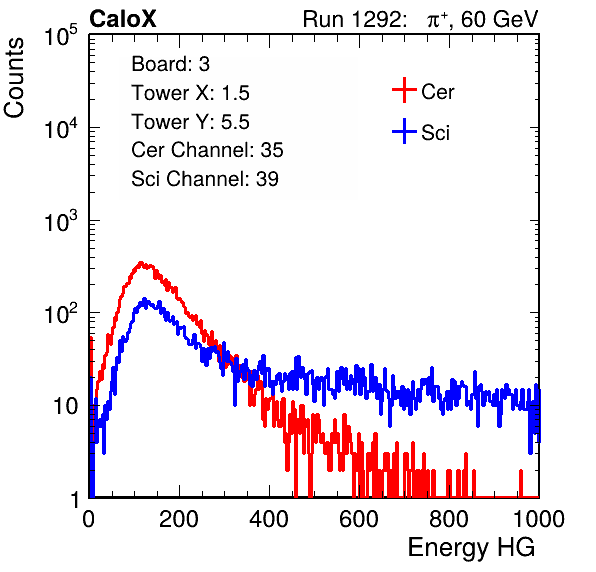 CaloX Run 1292: π⁺, 60 GeV
Counts
10⁵
10⁴
10³
10²
10
1
Board: 3
Tower X: 1.5
Tower Y: 5.5
Cer Channel: 35
Sci Channel: 39
Cer
Sci
0 200 400 600 800 1000
Energy HG